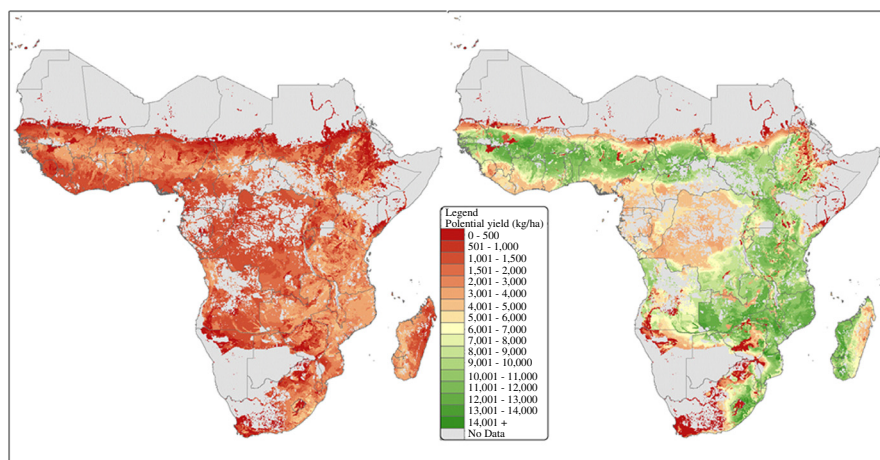 Legend
Potential yield (kg/ha)
0 - 500
501 - 1,000
1,001 - 1,500
1,501 - 2,000
2,001 - 3,000
3,001 - 4,000
4,001 - 5,000
5,001 - 6,000
6,001 - 7,000
7,001 - 8,000
8,001 - 9,000
9,001 - 10,000
10,001 - 11,000
11,001 - 12,000
12,001 - 13,000
13,001 - 14,000
14,001 +
No Data